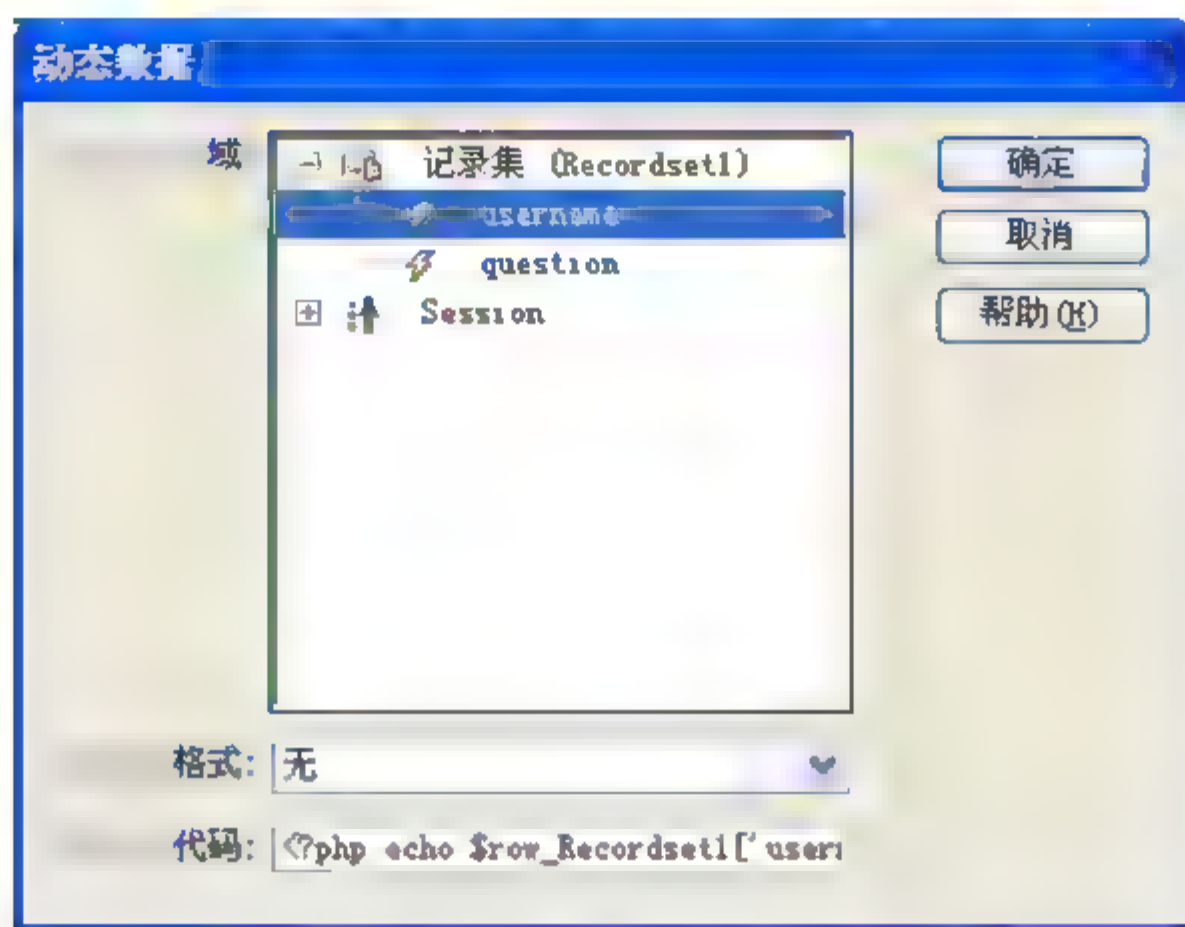 动态数据
域
记录集 (Recordset1)
username
question
Session
确定
取消
帮助(H)
格式: 无
代码: <?php echo $row_Recordset1['user